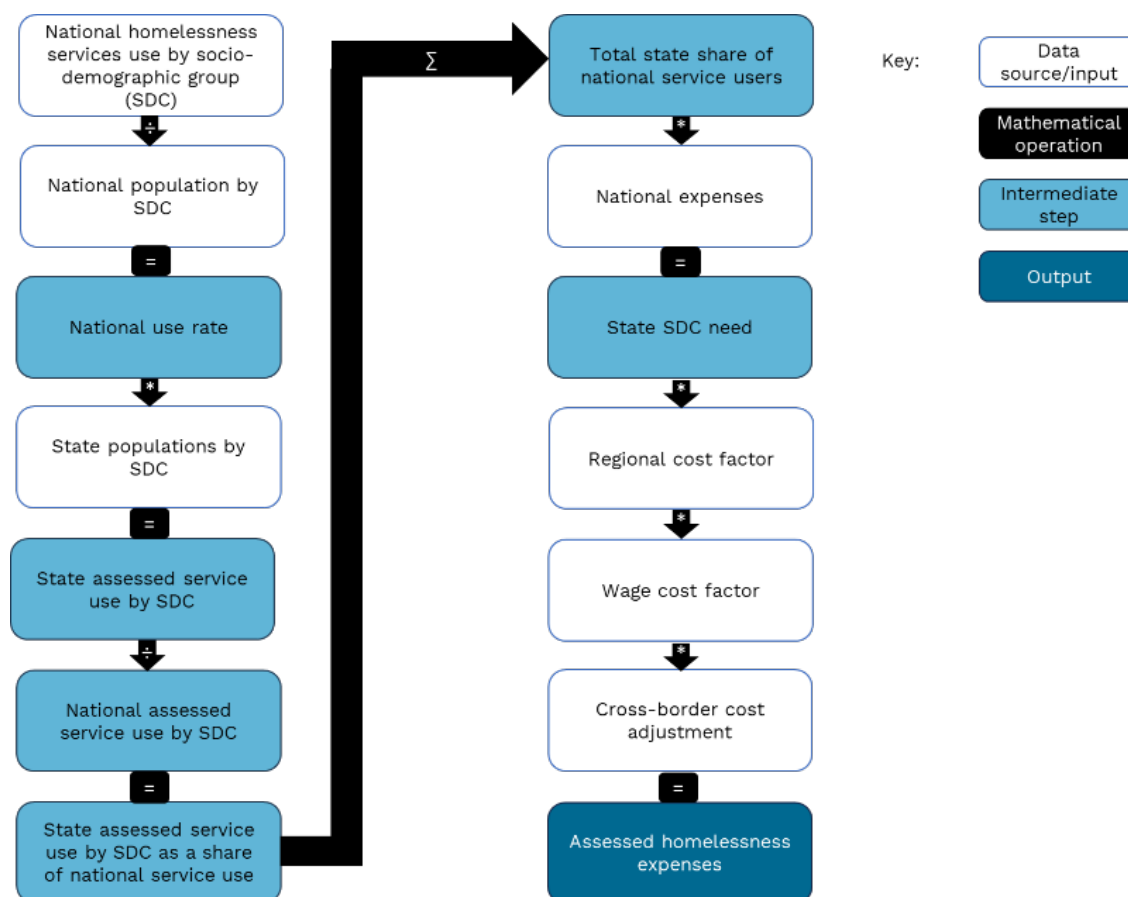 National homelessness
services use by socio-
demographic group
(SDC)
÷
National population by
SDC
=
National use rate
*
State populations by
SDC
=
State assessed service
use by SDC
÷
National assessed
service use by SDC
=
State assessed service
use by SDC as a share
of national service use
Σ
Total state share of
national service users
*
National expenses
=
State SDC need
*
Regional cost factor
*
Wage cost factor
*
Cross-border cost
adjustment
=
Assessed homelessness
expenses
Key:
Data
source/input
Mathematical
operation
Intermediate
step
Output